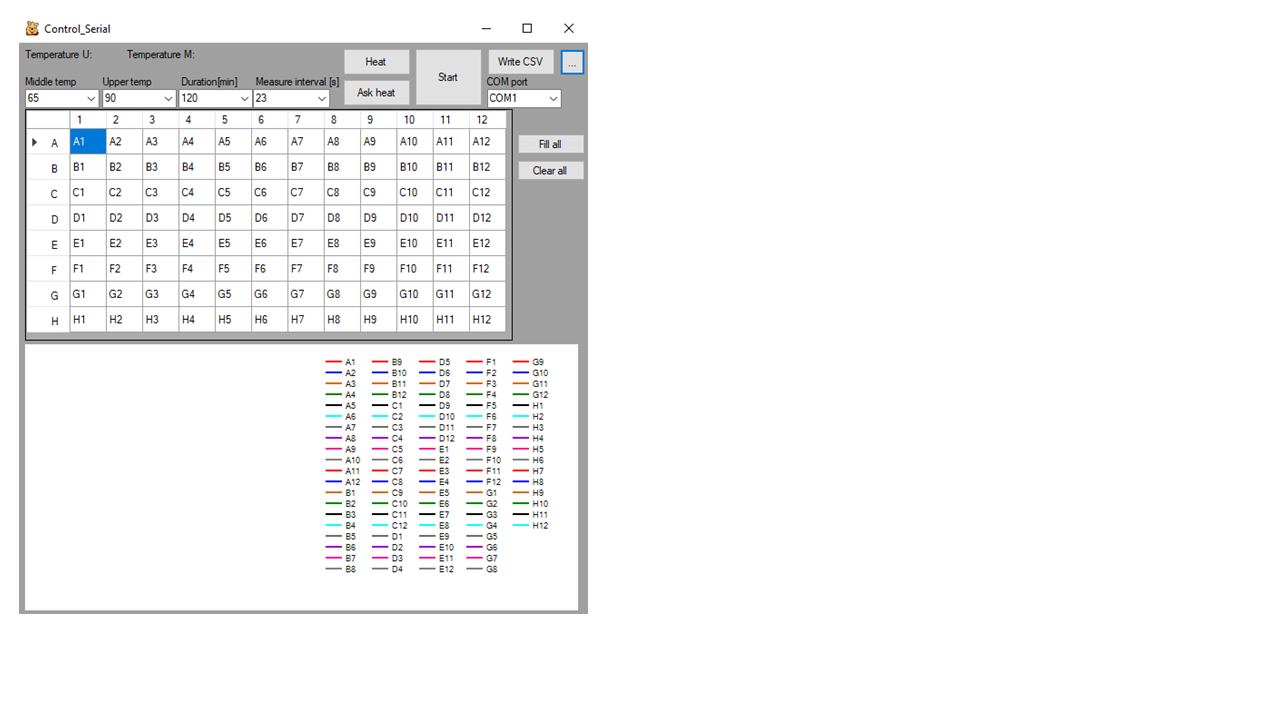 Control_Serial
Temperature U: Temperature M:
Heat
Start
Write CSV
...
Middle temp Upper temp Duration[min] Measure interval [s]
Ask heat
COM port
65 90 120 23 COM1
1 2 3 4 5 6 7 8 9 10 11 12
A A1 A2 A3 A4 A5 A6 A7 A8 A9 A10 A11 A12
B B1 B2 B3 B4 B5 B6 B7 B8 B9 B10 B11 B12
C C1 C2 C3 C4 C5 C6 C7 C8 C9 C10 C11 C12
D D1 D2 D3 D4 D5 D6 D7 D8 D9 D10 D11 D12
E E1 E2 E3 E4 E5 E6 E7 E8 E9 E10 E11 E12
F F1 F2 F3 F4 F5 F6 F7 F8 F9 F10 F11 F12
G G1 G2 G3 G4 G5 G6 G7 G8 G9 G10 G11 G12
H H1 H2 H3 H4 H5 H6 H7 H8 H9 H10 H11 H12
Fill all
Clear all
A1 B9 D5 F1 G9
A2 B10 D6 F2 G10
A3 B11 D7 F3 G11
A4 B12 D8 F4 G12
A5 C1 D9 F5 H1
A6 C2 D10 F6 H2
A7 C3 D11 F7 H3
A8 C4 D12 F8 H4
A9 C5 E1 F9 H5
A10 C6 E2 F10 H6
A11 C7 E3 F11 H7
A12 C8 E4 F12 H8
B1 C9 E5 G1 H9
B2 C10 E6 G2 H10
B3 C11 E7 G3 H11
B4 C12 E8 G4 H12
B5 D1 E9 G5
B6 D2 E10 G6
B7 D3 E11 G7
B8 D4 E12 G8